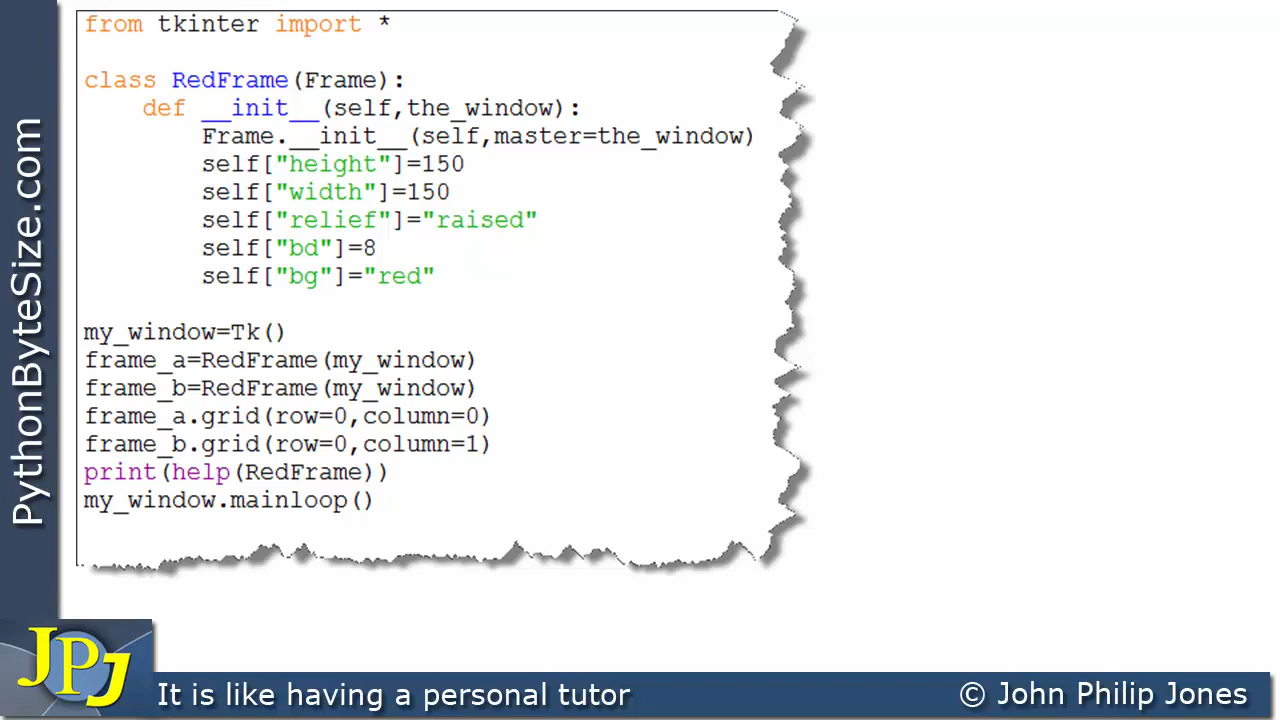 from tkinter import *
class RedFrame(Frame):
    def __init__(self,the_window):
        Frame.__init__(self,master=the_window)
        self["height"]=150
        self["width"]=150
        self["relief"]="raised"
        self["bd"]=8
        self["bg"]="red"
my_window=Tk()
frame_a=RedFrame(my_window)
frame_b=RedFrame(my_window)
frame_a.grid(row=0,column=0)
frame_b.grid(row=0,column=1)
print(help(RedFrame))
my_window.mainloop()
PythonByteSize.com
JPJ
It is like having a personal tutor
© John Philip Jones